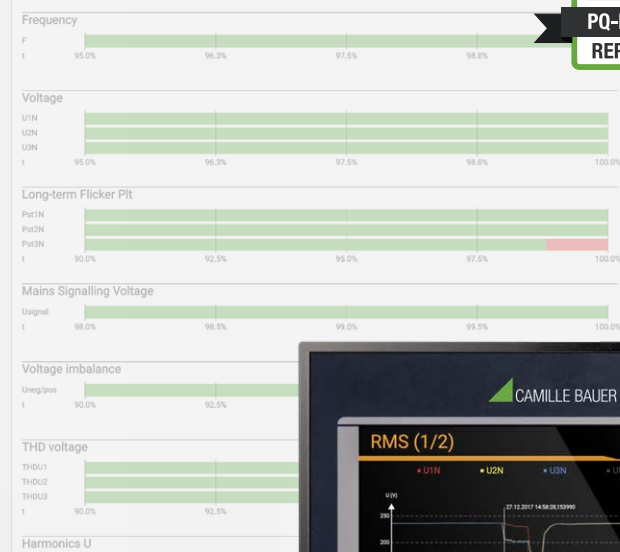 Frequency
F
t 95.0% 96.3% 97.5% 98.8%
PQ-
REP
Voltage
U1N
U2N
U3N
t 95.0% 96.3% 97.5% 98.8% 100.0%
Long-term Flicker Plt
Pst1N
Pst2N
Pst3N
t 90.0% 92.5% 95.0% 97.5% 100.0%
Mains Signalling Voltage
Usignal
t 98.0% 98.5% 99.0% 99.5% 100.0%
Voltage imbalance
Uneg/pos
t 90.0% 92.5%
THD voltage
THDU1
THDU2
THDU3
t 90.0% 92.5%
Harmonics U
CAMILLE BAUER
RMS (1/2)
U1N U2N U3N
U [V]
27.12.2017 14:58:28,153990
250
200